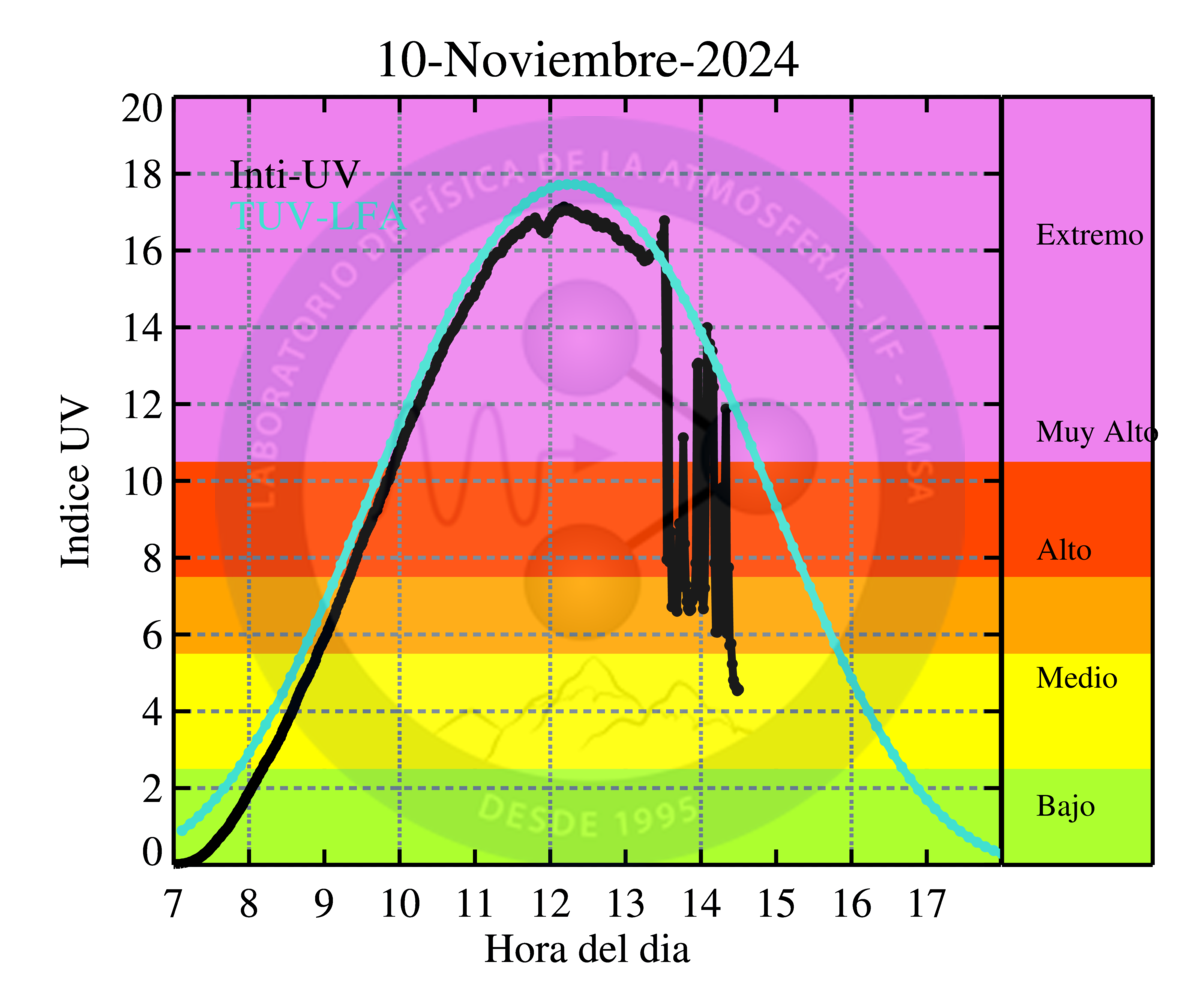 10-Noviembre-2024
Inti-UV
TUV-LFA
LABORATORIO DE FÍSICA DE LA ATMÓSFERA - IIF - UMSA
DESDE 1995
Indice UV
20
18
16
14
12
10
8
6
4
2
0
Extremo
Muy Alto
Alto
Medio
Bajo
7 8 9 10 11 12 13 14 15 16 17
Hora del dia